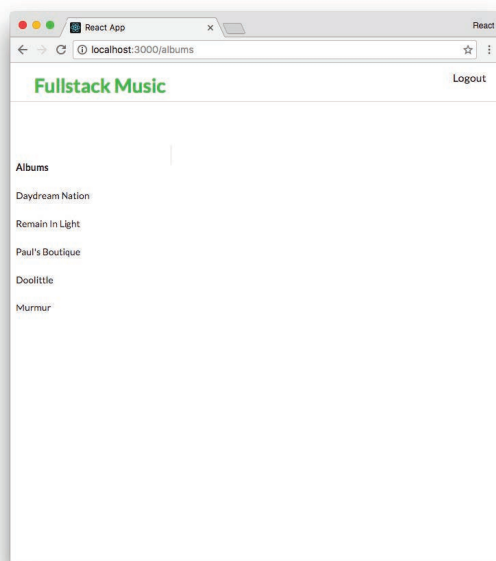 React App
React
localhost:3000/albums
Fullstack Music
Logout
Albums
Daydream Nation
Remain In Light
Paul's Boutique
Doolittle
Murmur